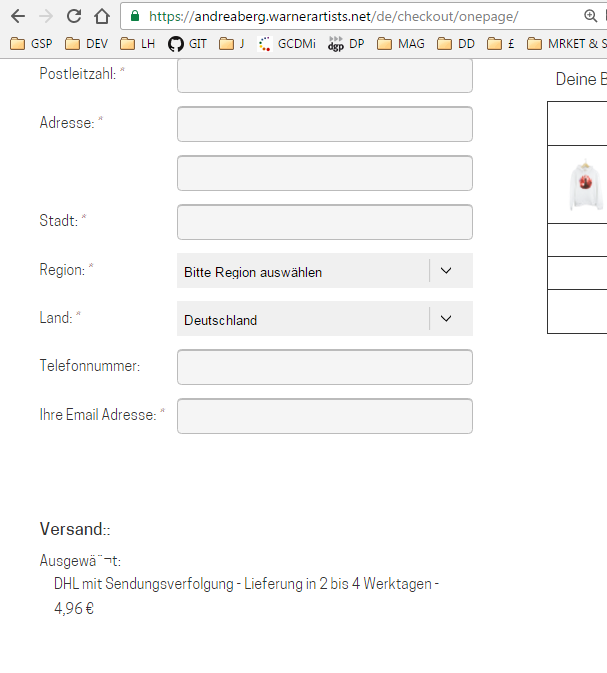 https://andreaberg.warnerartists.net/de/checkout/onepage/
GSP DEV LH GIT J GCDMi dgp DP MAG DD £ MRKET & S
Postleitzahl: *
Deine B
Adresse: *
Stadt: *
Region: * Bitte Region auswählen
Land: * Deutschland
Telefonnummer:
Ihre Email Adresse: *
Versand::
Ausgewä¨¬t:
DHL mit Sendungsverfolgung - Lieferung in 2 bis 4 Werktagen -
4,96 €